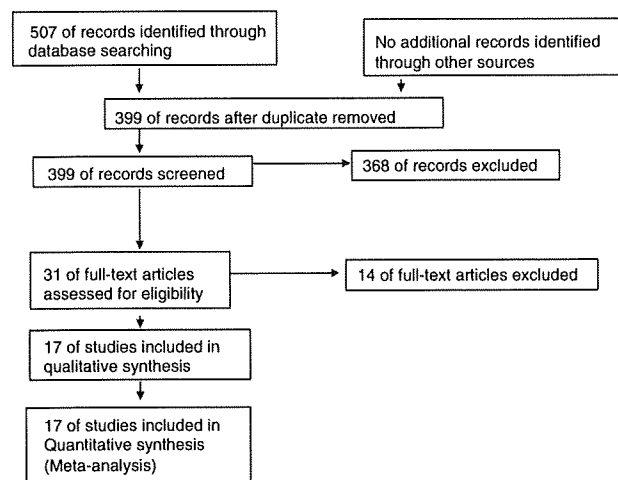 507 of records identified through
database searching
No additional records identified
through other sources
399 of records after duplicate removed
399 of records screened
368 of records excluded
31 of full-text articles
assessed for eligibility
14 of full-text articles excluded
17 of studies included in
qualitative synthesis
17 of studies included in
Quantitative synthesis
(Meta-analysis)